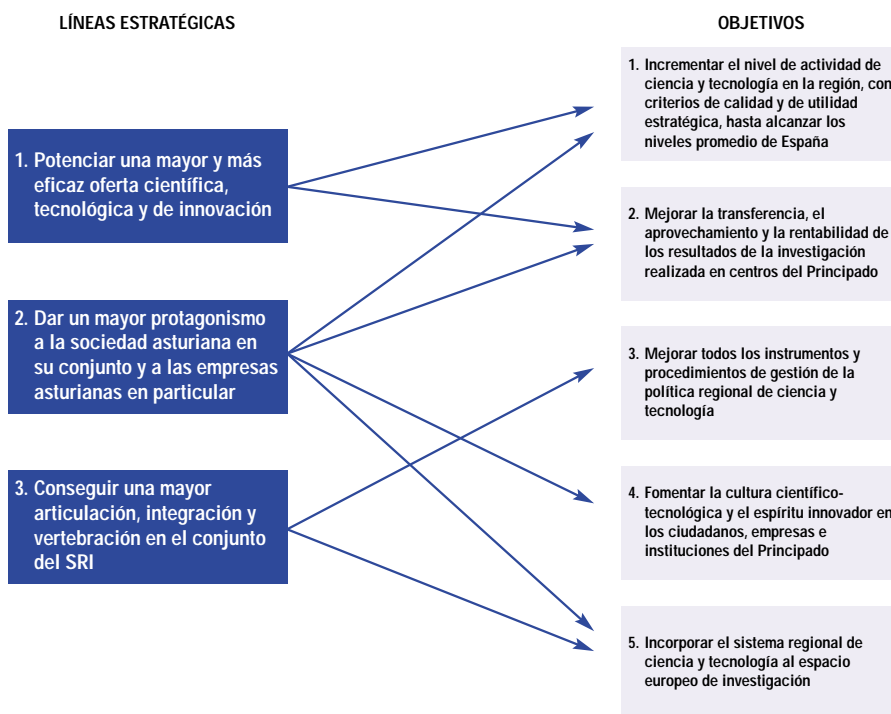 LÍNEAS ESTRATÉGICAS
1. Potenciar una mayor y más
eficaz oferta científica,
tecnológica y de innovación
2. Dar un mayor protagonismo
a la sociedad asturiana en
su conjunto y a las empresas
asturianas en particular
3. Conseguir una mayor
articulación, integración y
vertebración en el conjunto
del SRI
OBJETIVOS
1. Incrementar el nivel de actividad de
ciencia y tecnología en la región, con
criterios de calidad y de utilidad
estratégica, hasta alcanzar los
niveles promedio de España
2. Mejorar la transferencia, el
aprovechamiento y la rentabilidad de
los resultados de la investigación
realizada en centros del Principado
3. Mejorar todos los instrumentos y
procedimientos de gestión de la
política regional de ciencia y
tecnología
4. Fomentar la cultura científico-
tecnológica y el espíritu innovador en
los ciudadanos, empresas e
instituciones del Principado
5. Incorporar el sistema regional de
ciencia y tecnología al espacio
europeo de investigación